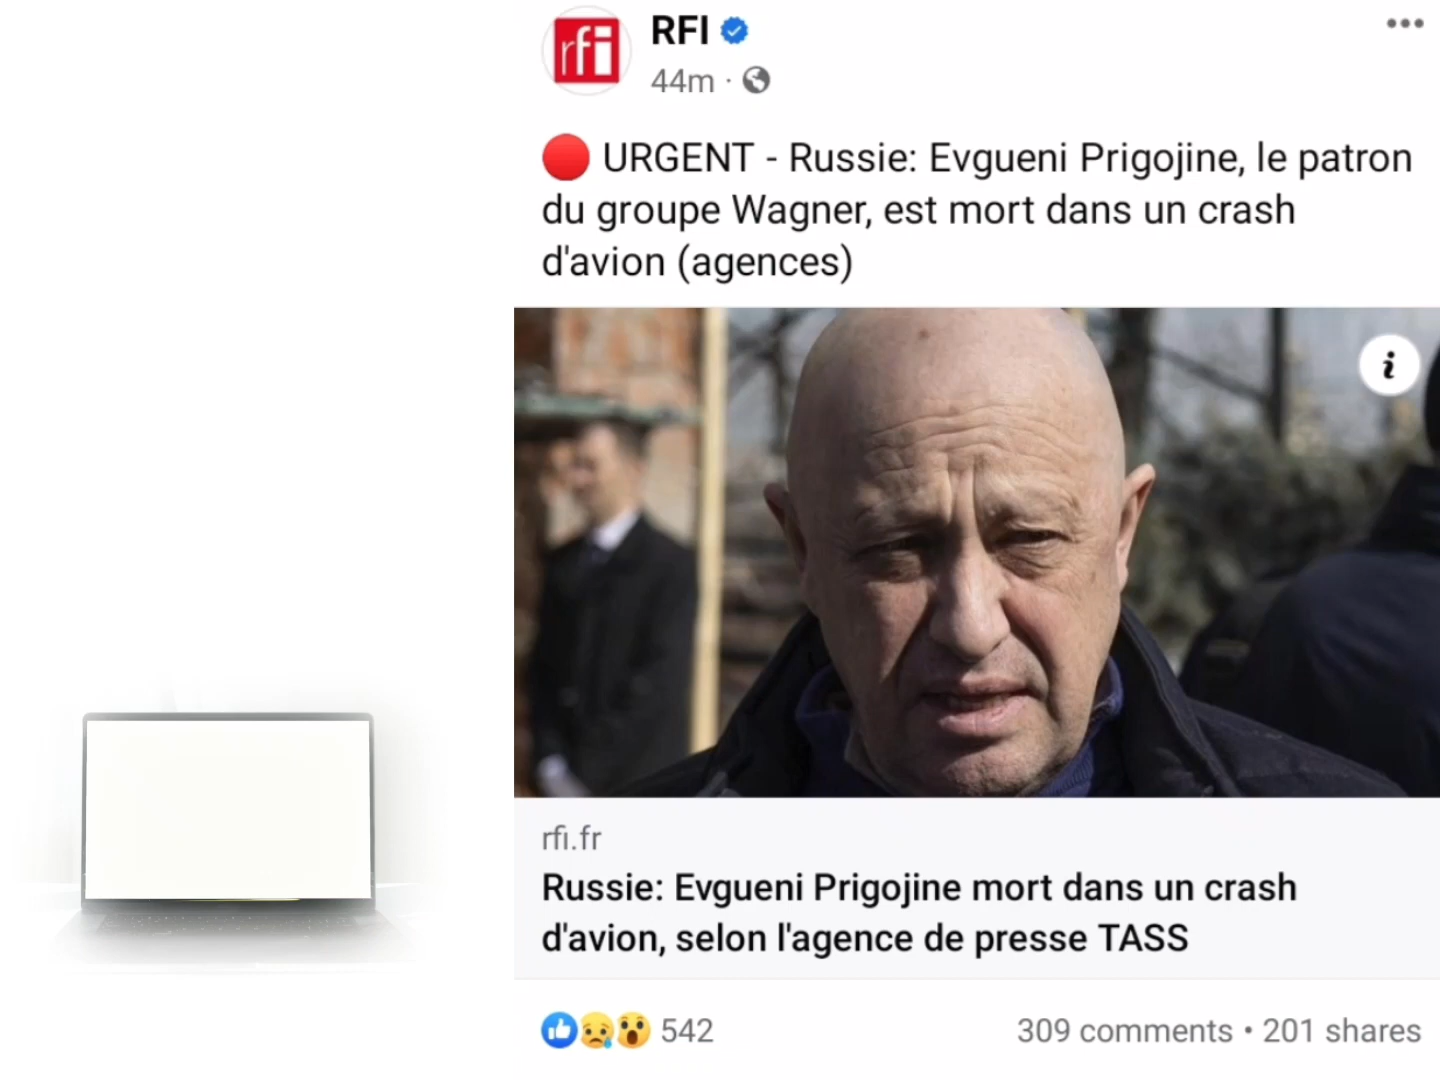 rfi
RFI
44m ·
URGENT - Russie: Evgueni Prigojine, le patron
du groupe Wagner, est mort dans un crash
d'avion (agences)
i
rfi.fr
Russie: Evgueni Prigojine mort dans un crash
d'avion, selon l'agence de presse TASS
542
309 comments • 201 shares